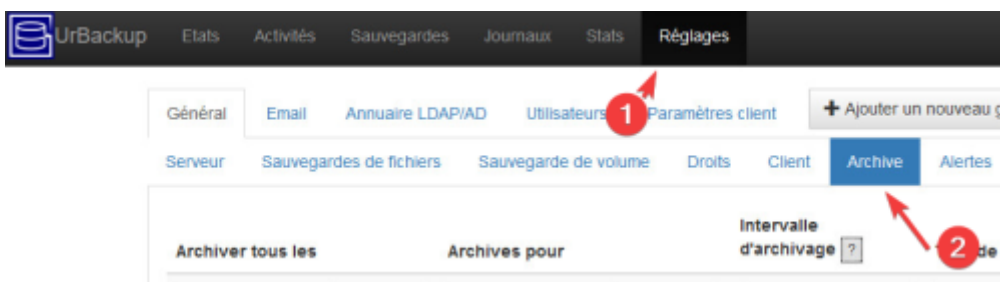 UrBackup Etats Activités Sauvegardes Journaux Stats Réglages
1
Général Email Annuaire LDAP/AD Utilisateurs Paramètres client + Ajouter un nouveau g
Serveur Sauvegardes de fichiers Sauvegarde de volume Droits Client Archive Alertes
Intervalle
Archiver tous les Archives pour d'archivage ? 2 de